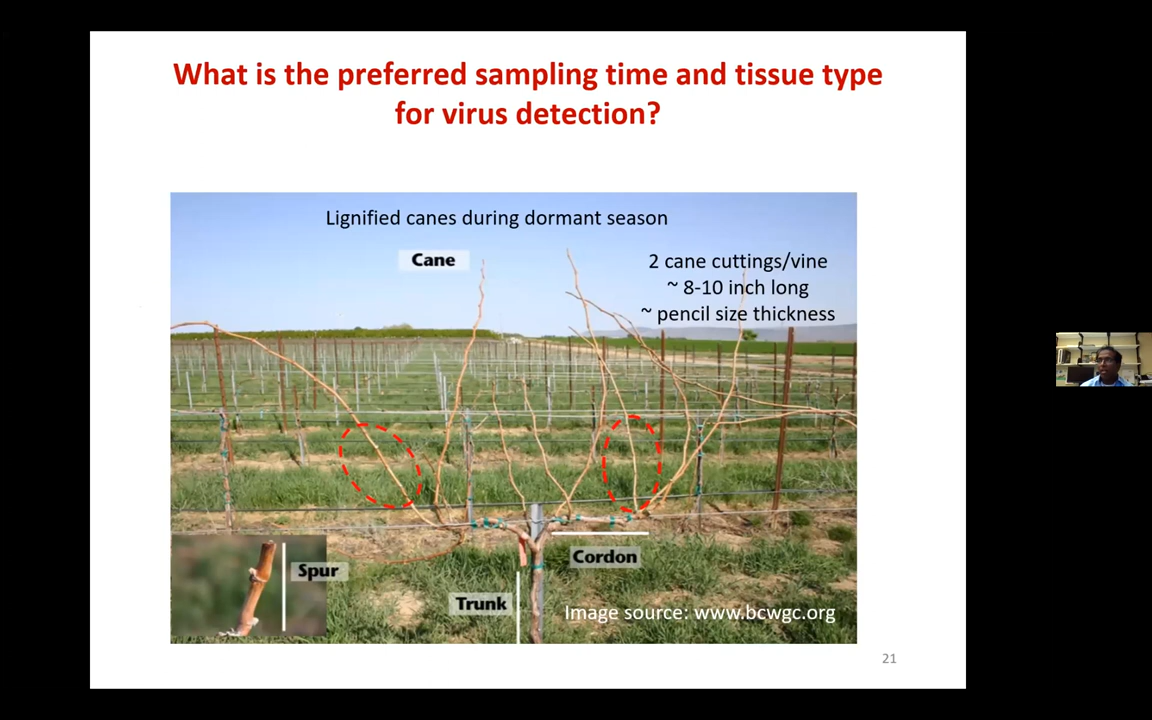 What is the preferred sampling time and tissue type
for virus detection?
Lignified canes during dormant season
Cane
2 cane cuttings/vine
~ 8-10 inch long
~ pencil size thickness
Cordon
Spur
Trunk
Image source: www.bcwgc.org
21